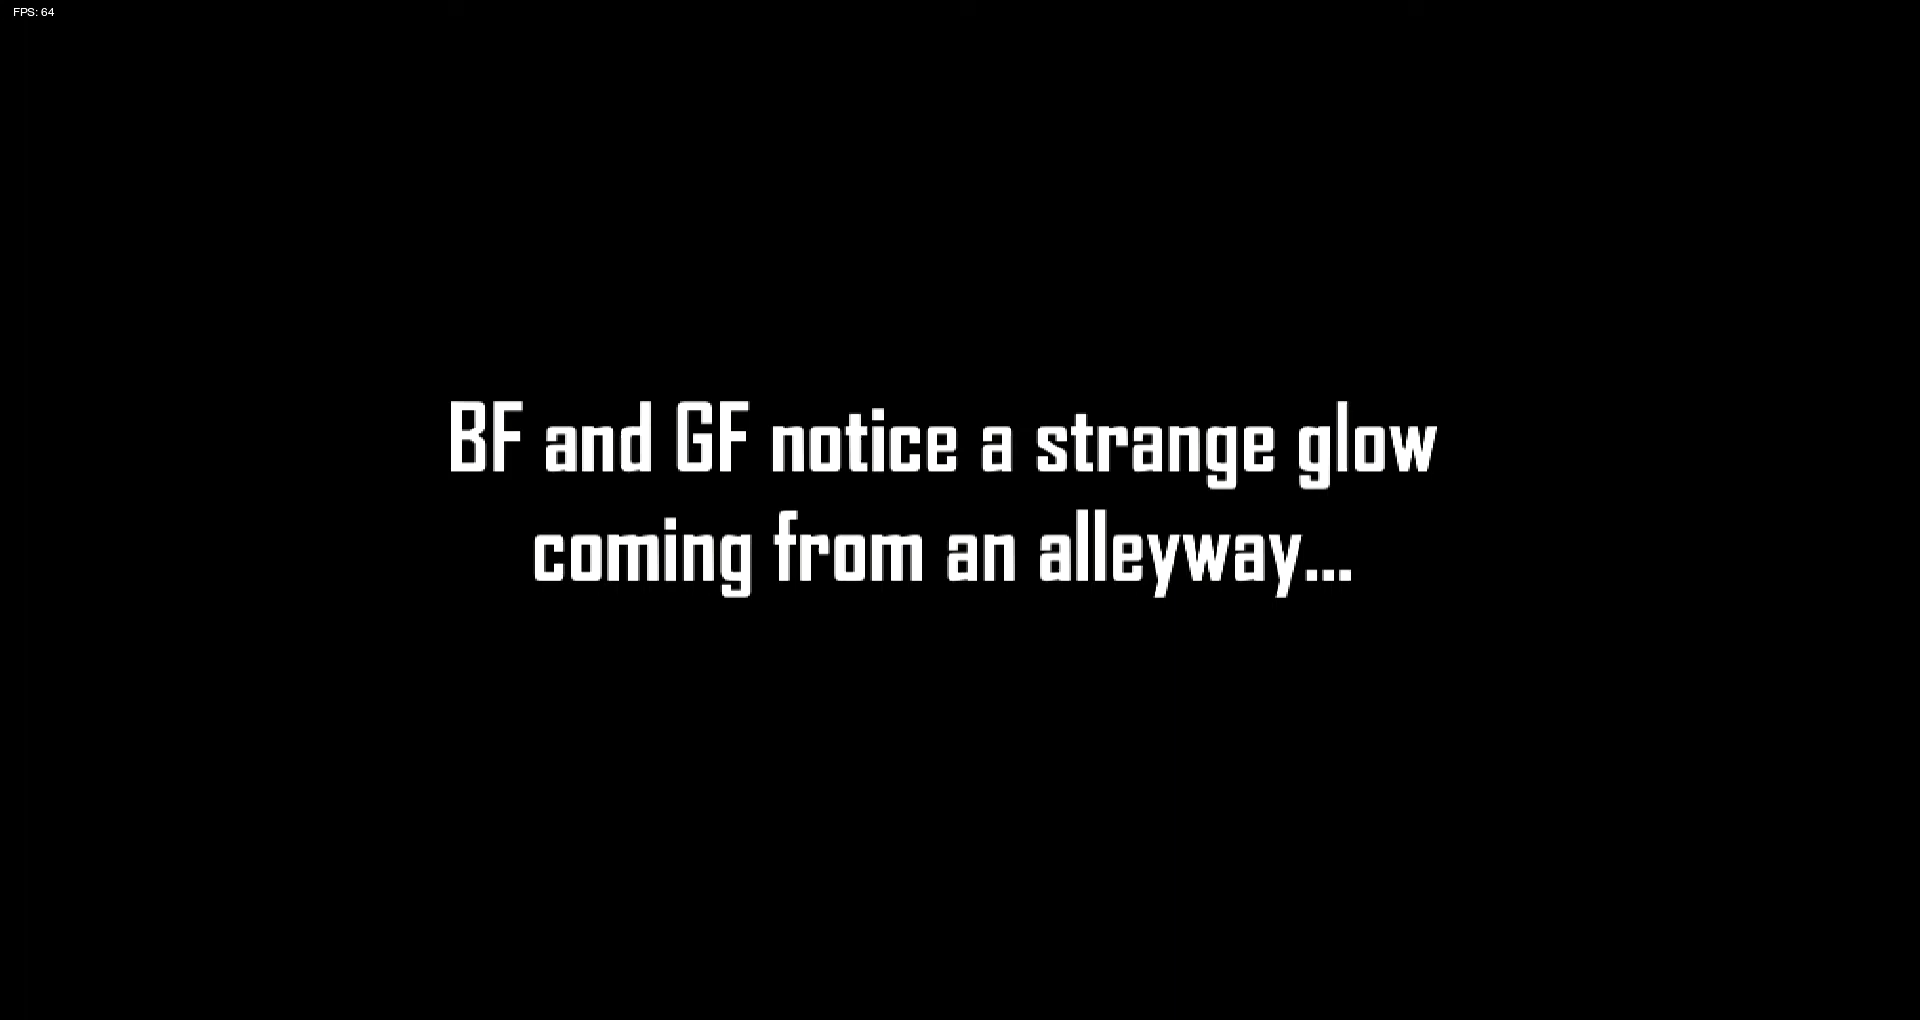 FPS: 64
BF and GF notice a strange glow
coming from an alleyway...